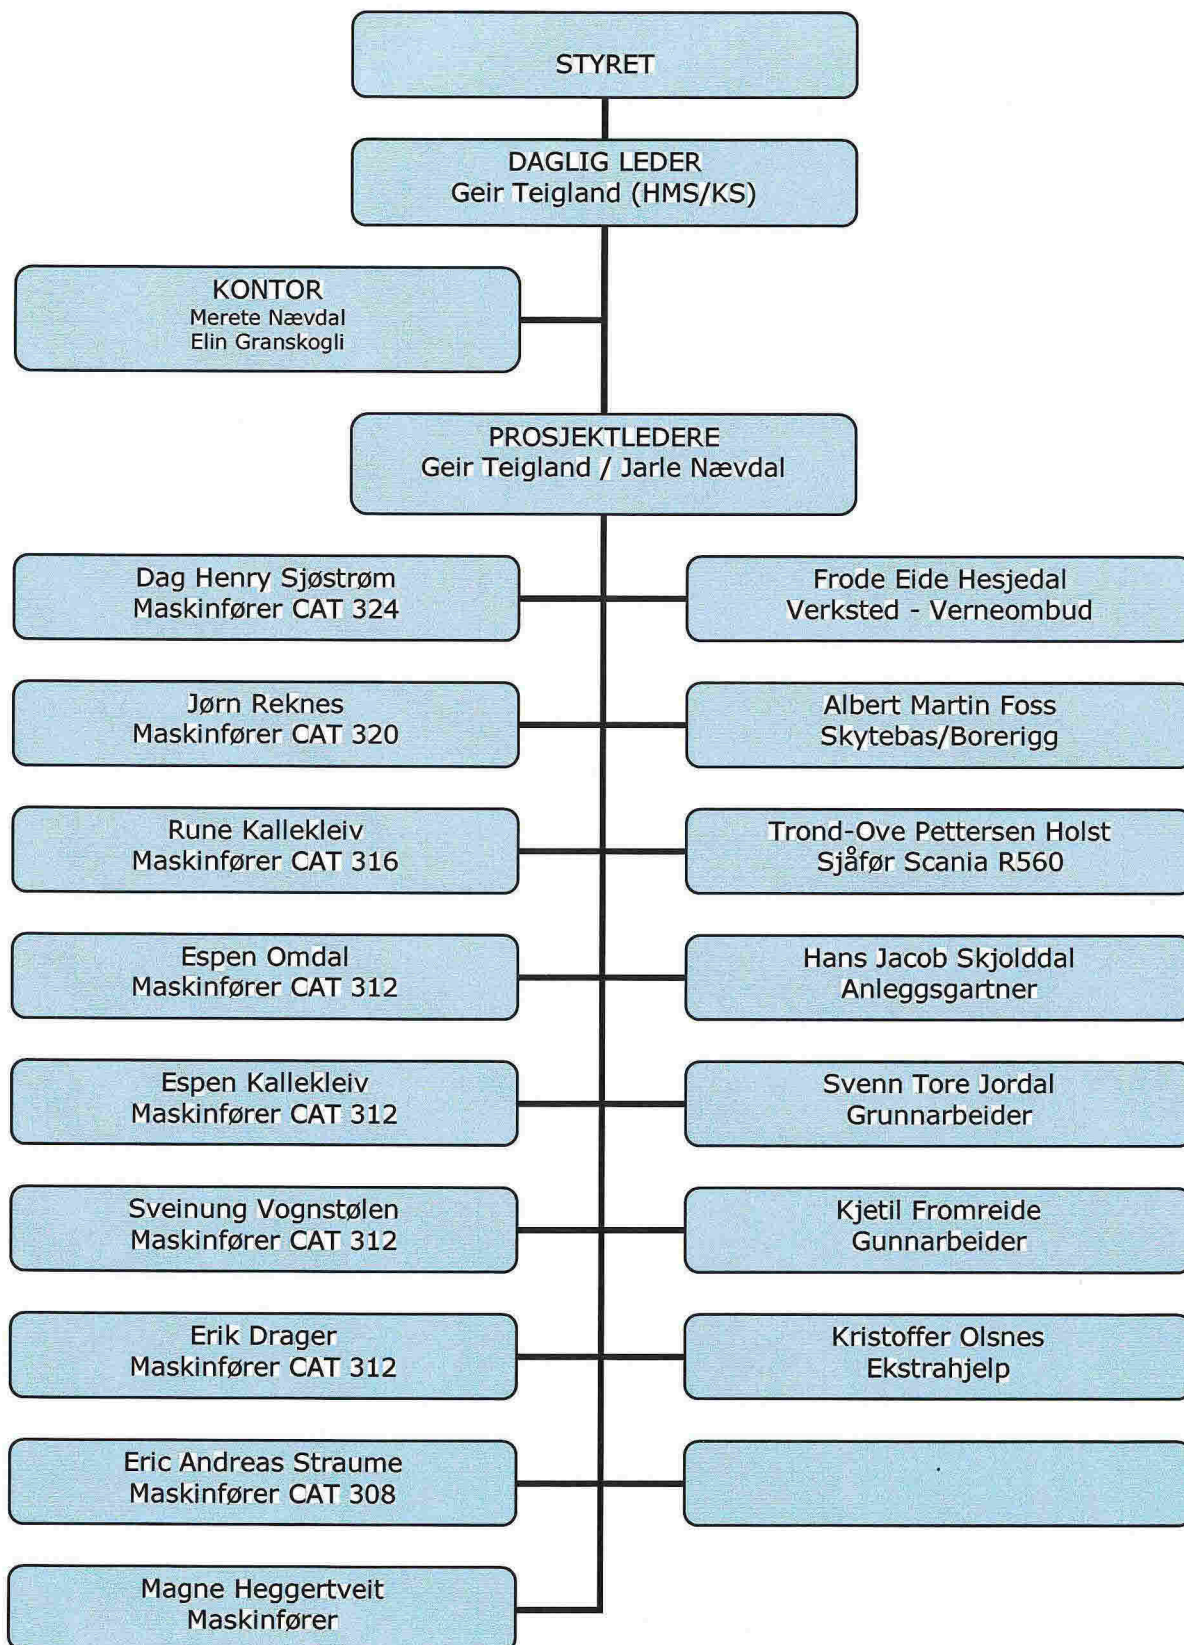 STYRET
DAGLIG LEDER
Geir Teigland (HMS/KS)
KONTOR
Merete Nævdal
Elin Granskogli
PROSJEKTLEDERE
Geir Teigland / Jarle Nævdal
Dag Henry Sjøstrøm
Maskinfører CAT 324
Frode Eide Hesjedal
Verksted - Verneombud
Jørn Reknes
Maskinfører CAT 320
Albert Martin Foss
Skytebas/Borerigg
Rune Kallekleiv
Maskinfører CAT 316
Trond-Ove Pettersen Holst
Sjåfør Scania R560
Espen Omdal
Maskinfører CAT 312
Hans Jacob Skjolddal
Anleggsgartner
Espen Kallekleiv
Maskinfører CAT 312
Svenn Tore Jordal
Grunnarbeider
Sveinung Vognstølen
Maskinfører CAT 312
Kjetil Fromreide
Gunnarbeider
Erik Drager
Maskinfører CAT 312
Kristoffer Olsnes
Ekstrahjelp
Eric Andreas Straume
Maskinfører CAT 308
Magne Heggertveit
Maskinfører